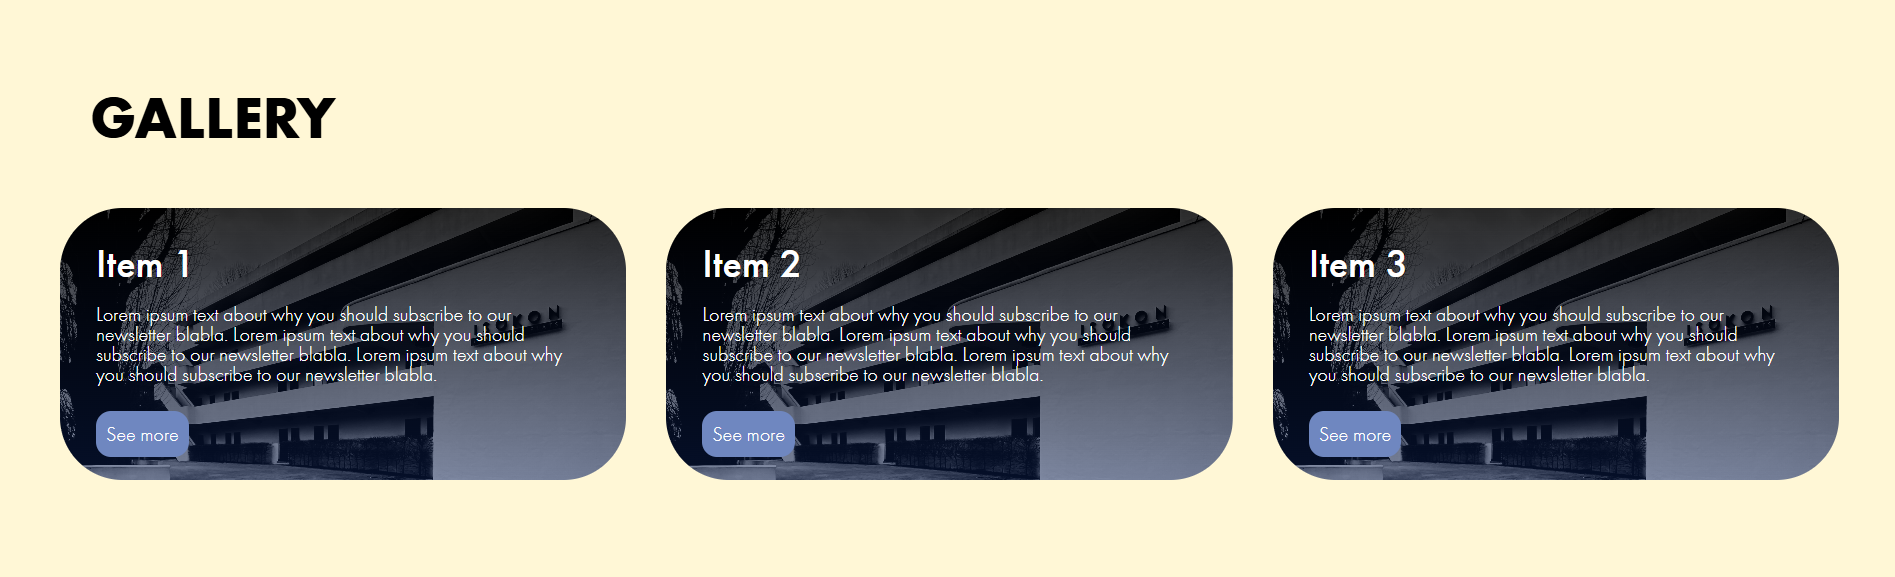 GALLERY
Item 1
Lorem ipsum text about why you should subscribe to our
newsletter blabla. Lorem ipsum text about why you should
subscribe to our newsletter blabla. Lorem ipsum text about why
you should subscribe to our newsletter blabla.
See more
Item 2
Lorem ipsum text about why you should subscribe to our
newsletter blabla. Lorem ipsum text about why you should
subscribe to our newsletter blabla. Lorem ipsum text about why
you should subscribe to our newsletter blabla.
See more
Item 3
Lorem ipsum text about why you should subscribe to our
newsletter blabla. Lorem ipsum text about why you should
subscribe to our newsletter blabla. Lorem ipsum text about why
you should subscribe to our newsletter blabla.
See more